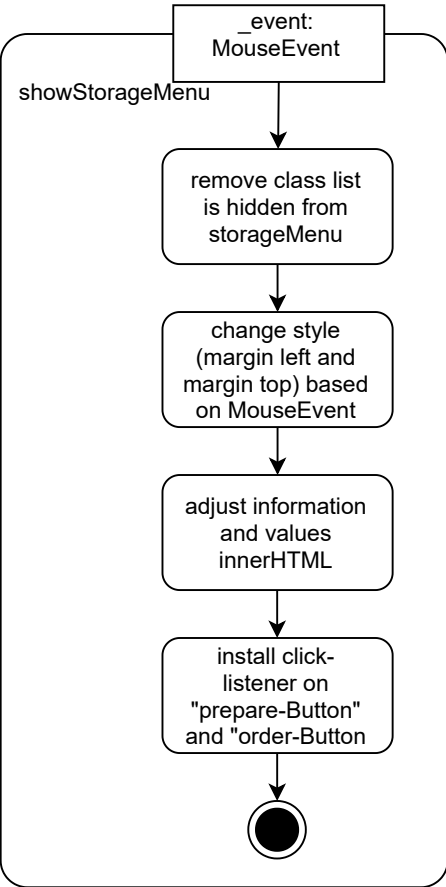 _event:
MouseEvent
showStorageMenu
remove class list
is hidden from
storageMenu
change style
(margin left and
margin top) based
on MouseEvent
adjust information
and values
innerHTML
install click-
listener on
"prepare-Button"
and "order-Button